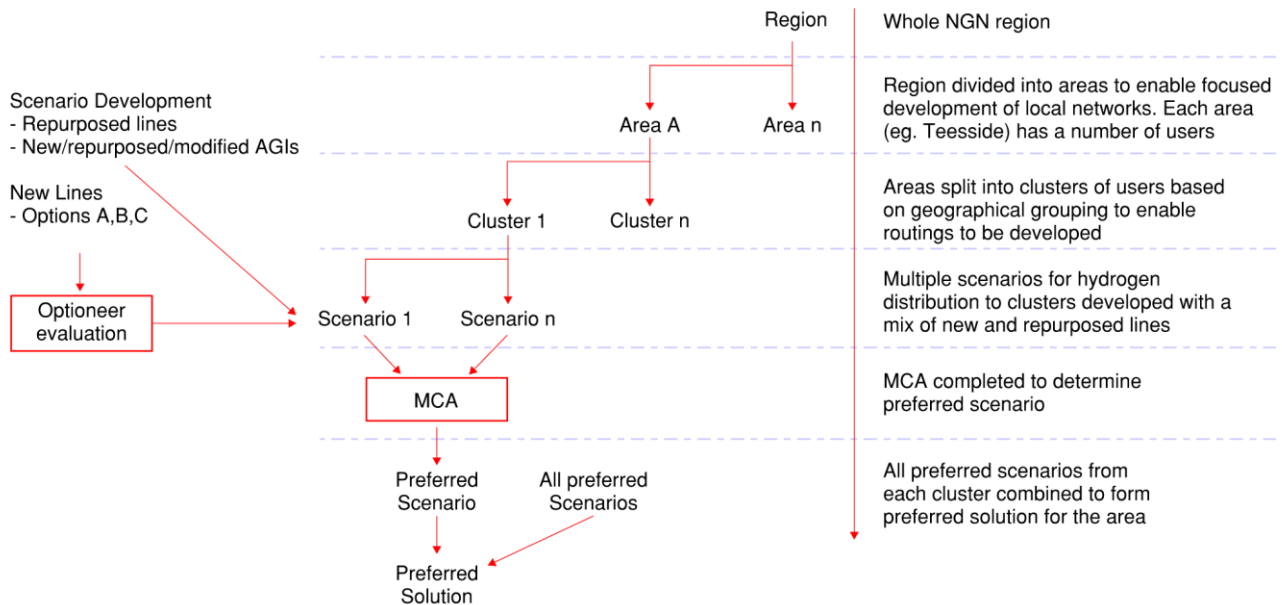 Region
Whole NGN region
Scenario Development
- Repurposed lines
- New/repurposed/modified AGIs
New Lines
- Options A,B,C
Optioneer
evaluation
Area A
Area n
Region divided into areas to enable focused
development of local networks. Each area
(eg. Teesside) has a number of users
Cluster 1
Cluster n
Areas split into clusters of users based
on geographical grouping to enable
routings to be developed
Scenario 1
Scenario n
Multiple scenarios for hydrogen
distribution to clusters developed with a
mix of new and repurposed lines
MCA
MCA completed to determine
preferred scenario
Preferred
Scenario
All preferred
Scenarios
All preferred scenarios from
each cluster combined to form
preferred solution for the area
Preferred
Solution